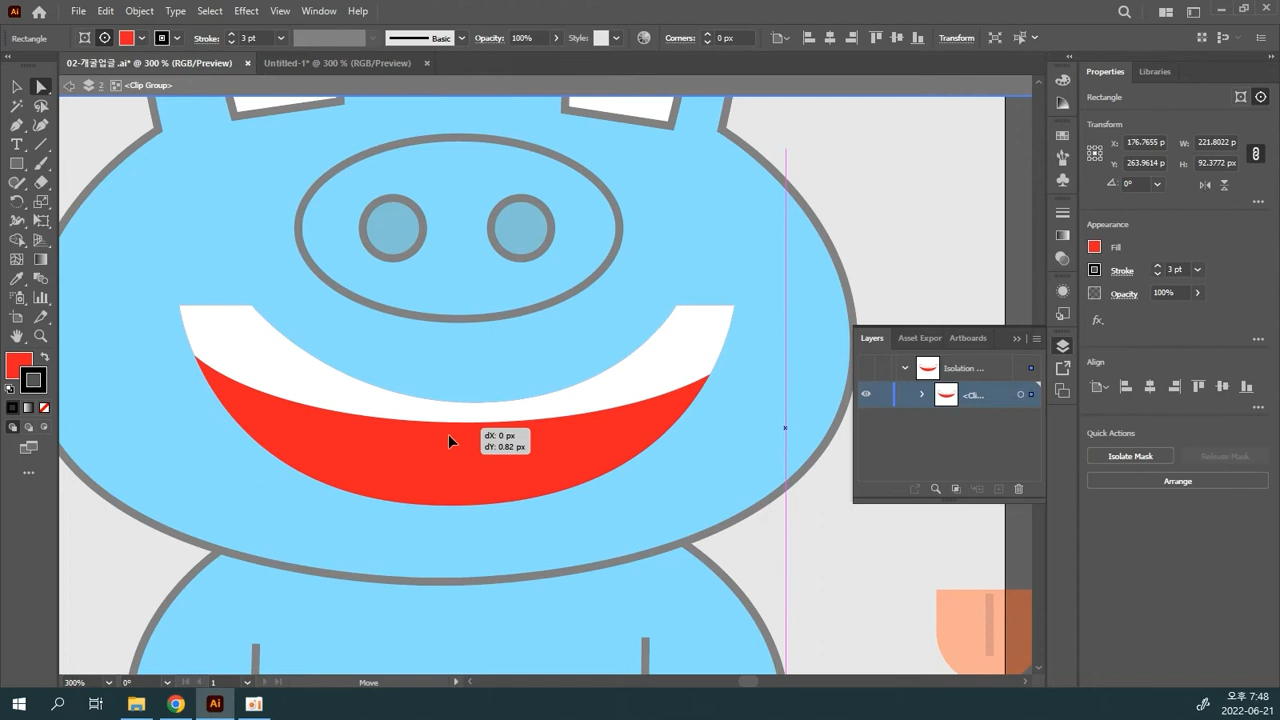 Ai
File Edit Object Type Select Effect View Window Help
Rectangle
Stroke: 3 pt
Basic
Opacity: 100%
Style:
Corners: 0 px
Transform
02-개굴업글.ai* @ 300 % (RGB/Preview) ×
Untitled-1* @ 300 % (RGB/Preview) ×
2 <Clip Group>
Properties Libraries
Rectangle
Transform
X: 176.7655 p W: 221.8022 p
Y: 263.9614 p H: 92.3772 px
0°
Appearance
Fill
Stroke 3 pt
Opacity 100%
fx.
Align
Quick Actions
Isolate Mask Release Mask
Arrange
Layers Asset Expor Artboards
Isolation ...
<Cli...
dX: 0 px
dY: 0.82 px
300% 0° 1 Move
Ai
오후 7:48
2022-06-21